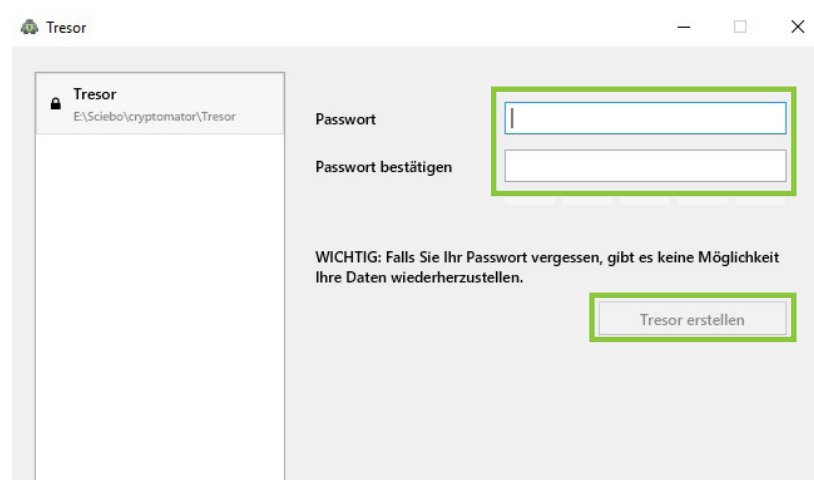 Tresor
Tresor
E:\Sciebo\cryptomator\Tresor
Passwort
Passwort bestätigen
WICHTIG: Falls Sie Ihr Passwort vergessen, gibt es keine Möglichkeit
Ihre Daten wiederherzustellen.
Tresor erstellen